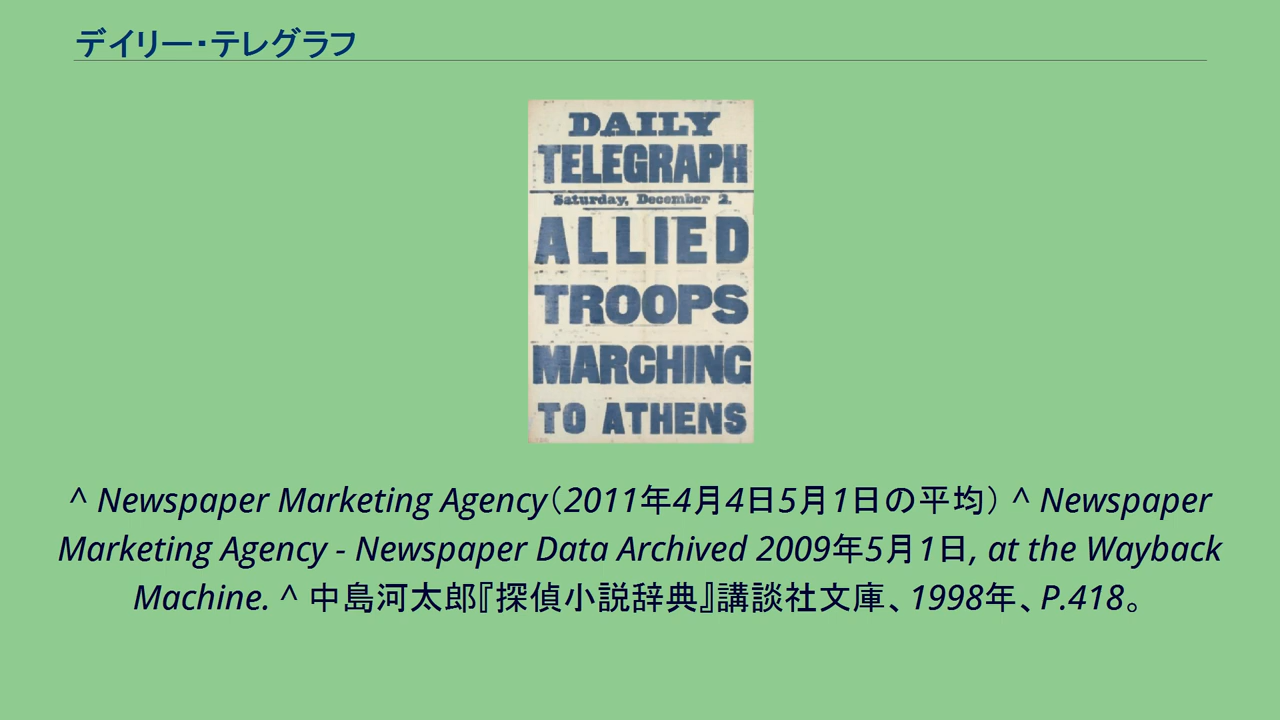 デイリー・テレグラフ
DAILY
TELEGRAPH
Saturday, December 2.
ALLIED
TROOPS
MARCHING
TO ATHENS
^ Newspaper Marketing Agency（2011年4月4日5月1日の平均） ^ Newspaper
Marketing Agency - Newspaper Data Archived 2009年5月1日, at the Wayback
Machine. ^ 中島河太郎『探偵小説辞典』講談社文庫、1998年、P.418。